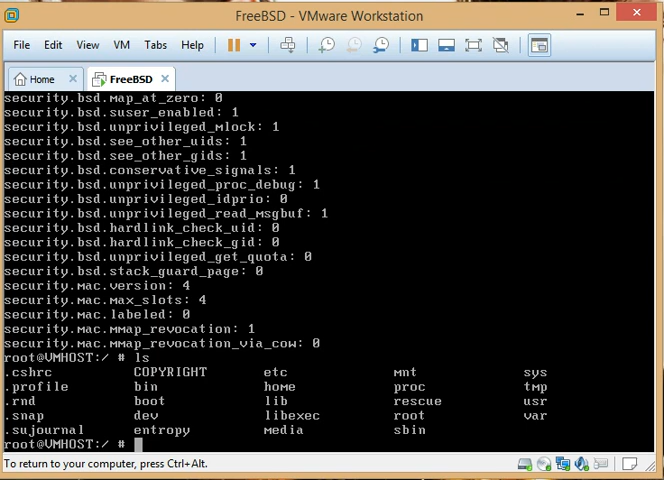 FreeBSD - VMware Workstation
File Edit View VM Tabs Help
Home FreeBSD
security.bsd.map_at_zero: 0
security.bsd.suser_enabled: 1
security.bsd.unprivileged_mlock: 1
security.bsd.see_other_uids: 1
security.bsd.see_other_gids: 1
security.bsd.conservative_signals: 1
security.bsd.unprivileged_proc_debug: 1
security.bsd.unprivileged_idprio: 0
security.bsd.unprivileged_read_msgbuf: 1
security.bsd.hardlink_check_uid: 0
security.bsd.hardlink_check_gid: 0
security.bsd.unprivileged_get_quota: 0
security.bsd.stack_guard_page: 0
security.mac.version: 4
security.mac.max_slots: 4
security.mac.labeled: 0
security.mac.mmap_revocation: 1
security.mac.mmap_revocation_via_cow: 0
root@VMHOST:/ # ls
.cshrc COPYRIGHT etc mnt sys
.profile bin home proc tmp
.rnd boot lib rescue usr
.snap dev libexec root var
.sujournal entropy media sbin
root@VMHOST:/ #
To return to your computer, press Ctrl+Alt.